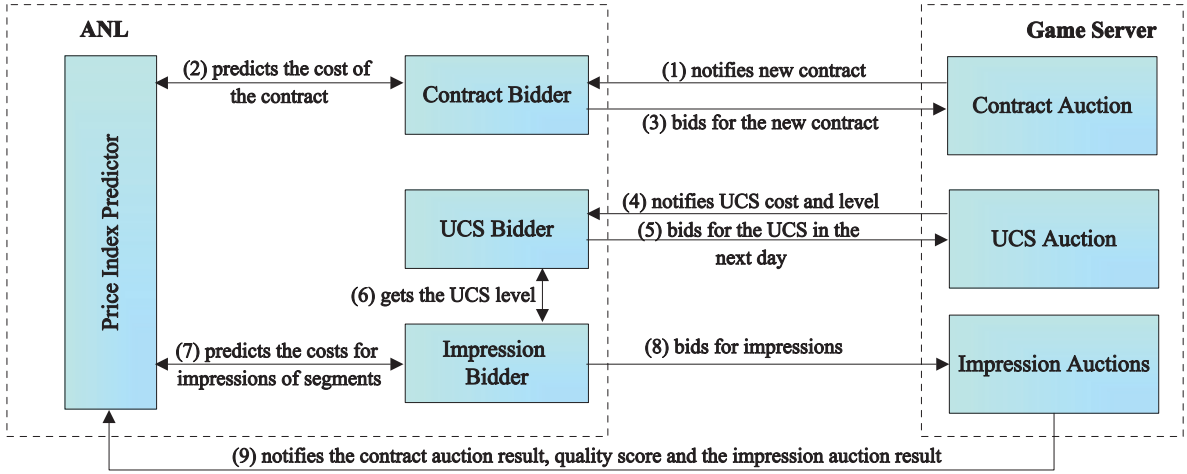 ANL
Game Server
Price Index Predictor
(2) predicts the cost of
the contract
Contract Bidder
(1) notifies new contract
(3) bids for the new contract
Contract Auction
UCS Bidder
(4) notifies UCS cost and level
(5) bids for the UCS in the
next day
UCS Auction
(6) gets the UCS level
(7) predicts the costs for
impressions of segments
Impression
Bidder
(8) bids for impressions
Impression Auctions
(9) notifies the contract auction result, quality score and the impression auction result